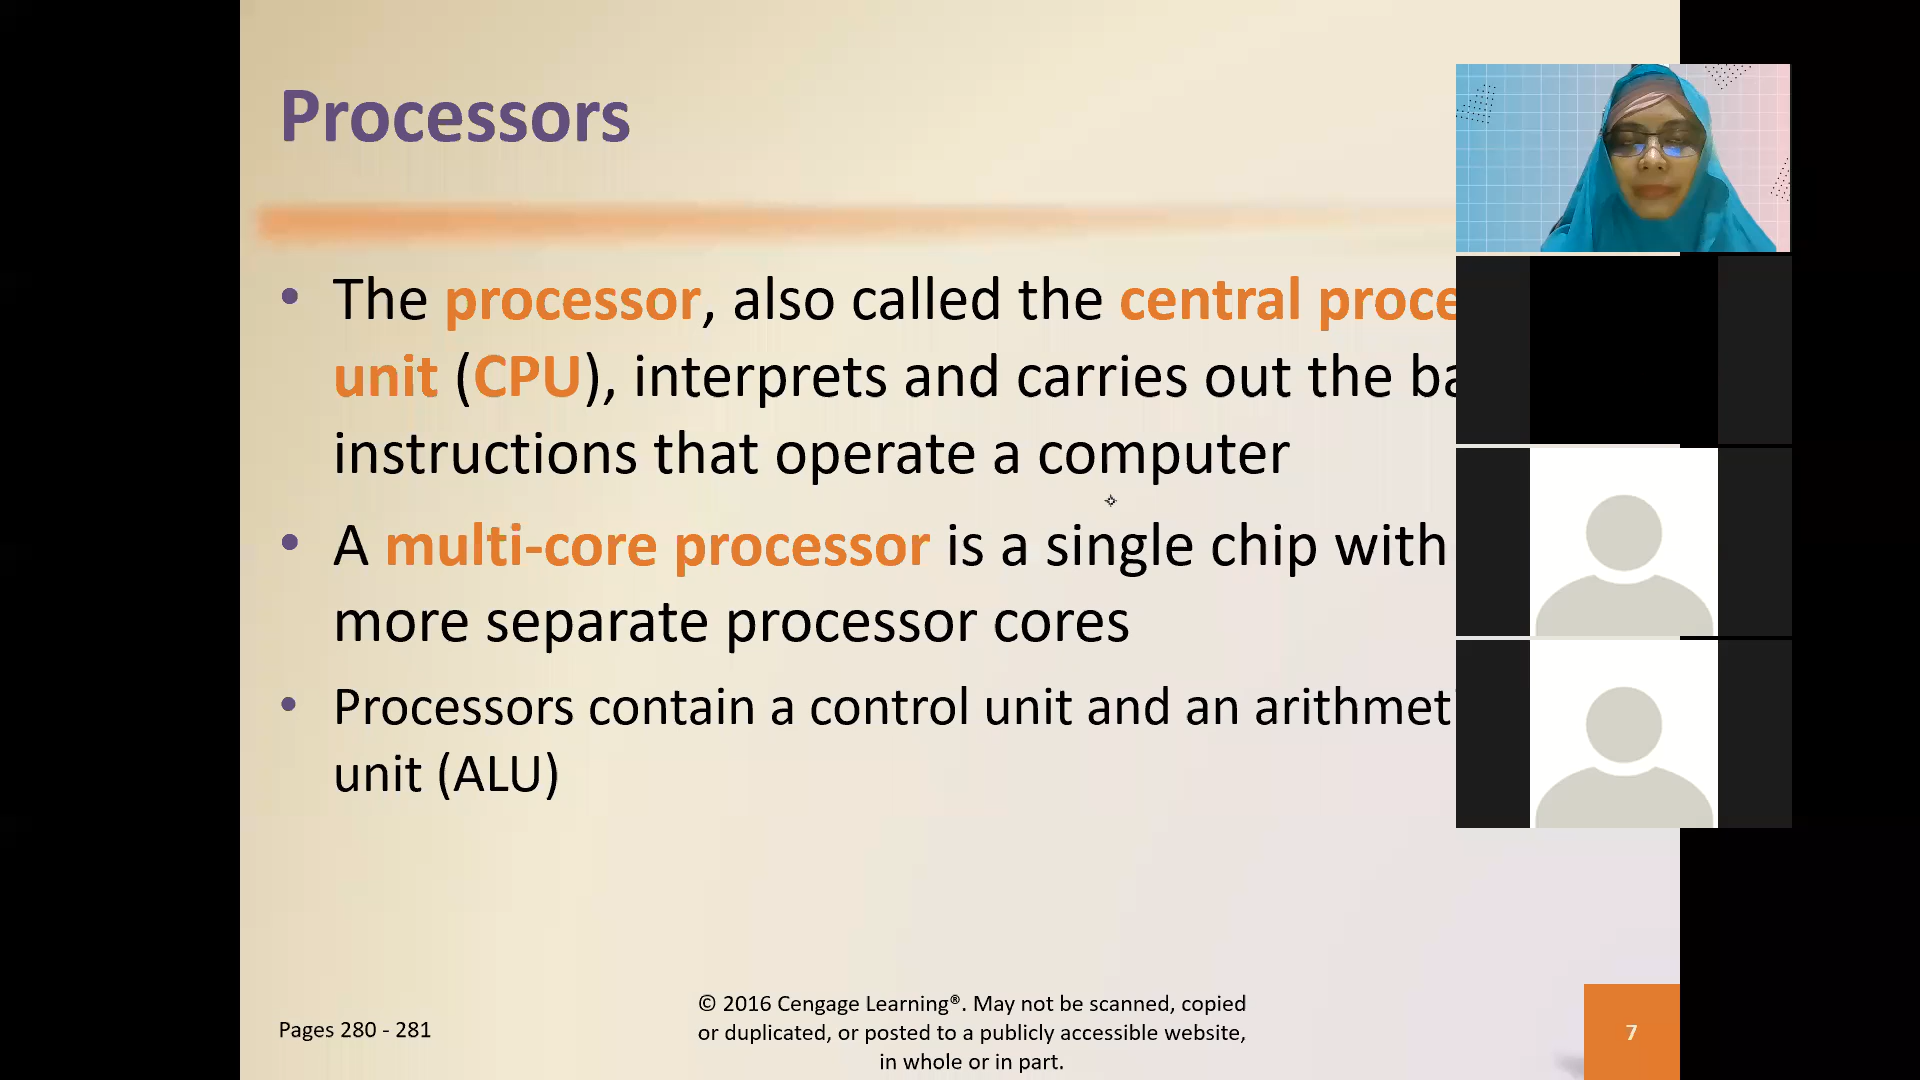 Processors
• The processor, also called the central proce
unit (CPU), interprets and carries out the ba
instructions that operate a computer
• A multi-core processor is a single chip with
more separate processor cores
• Processors contain a control unit and an arithmet
unit (ALU)
Pages 280 - 281
© 2016 Cengage Learning®. May not be scanned, copied
or duplicated, or posted to a publicly accessible website,
in whole or in part.
7